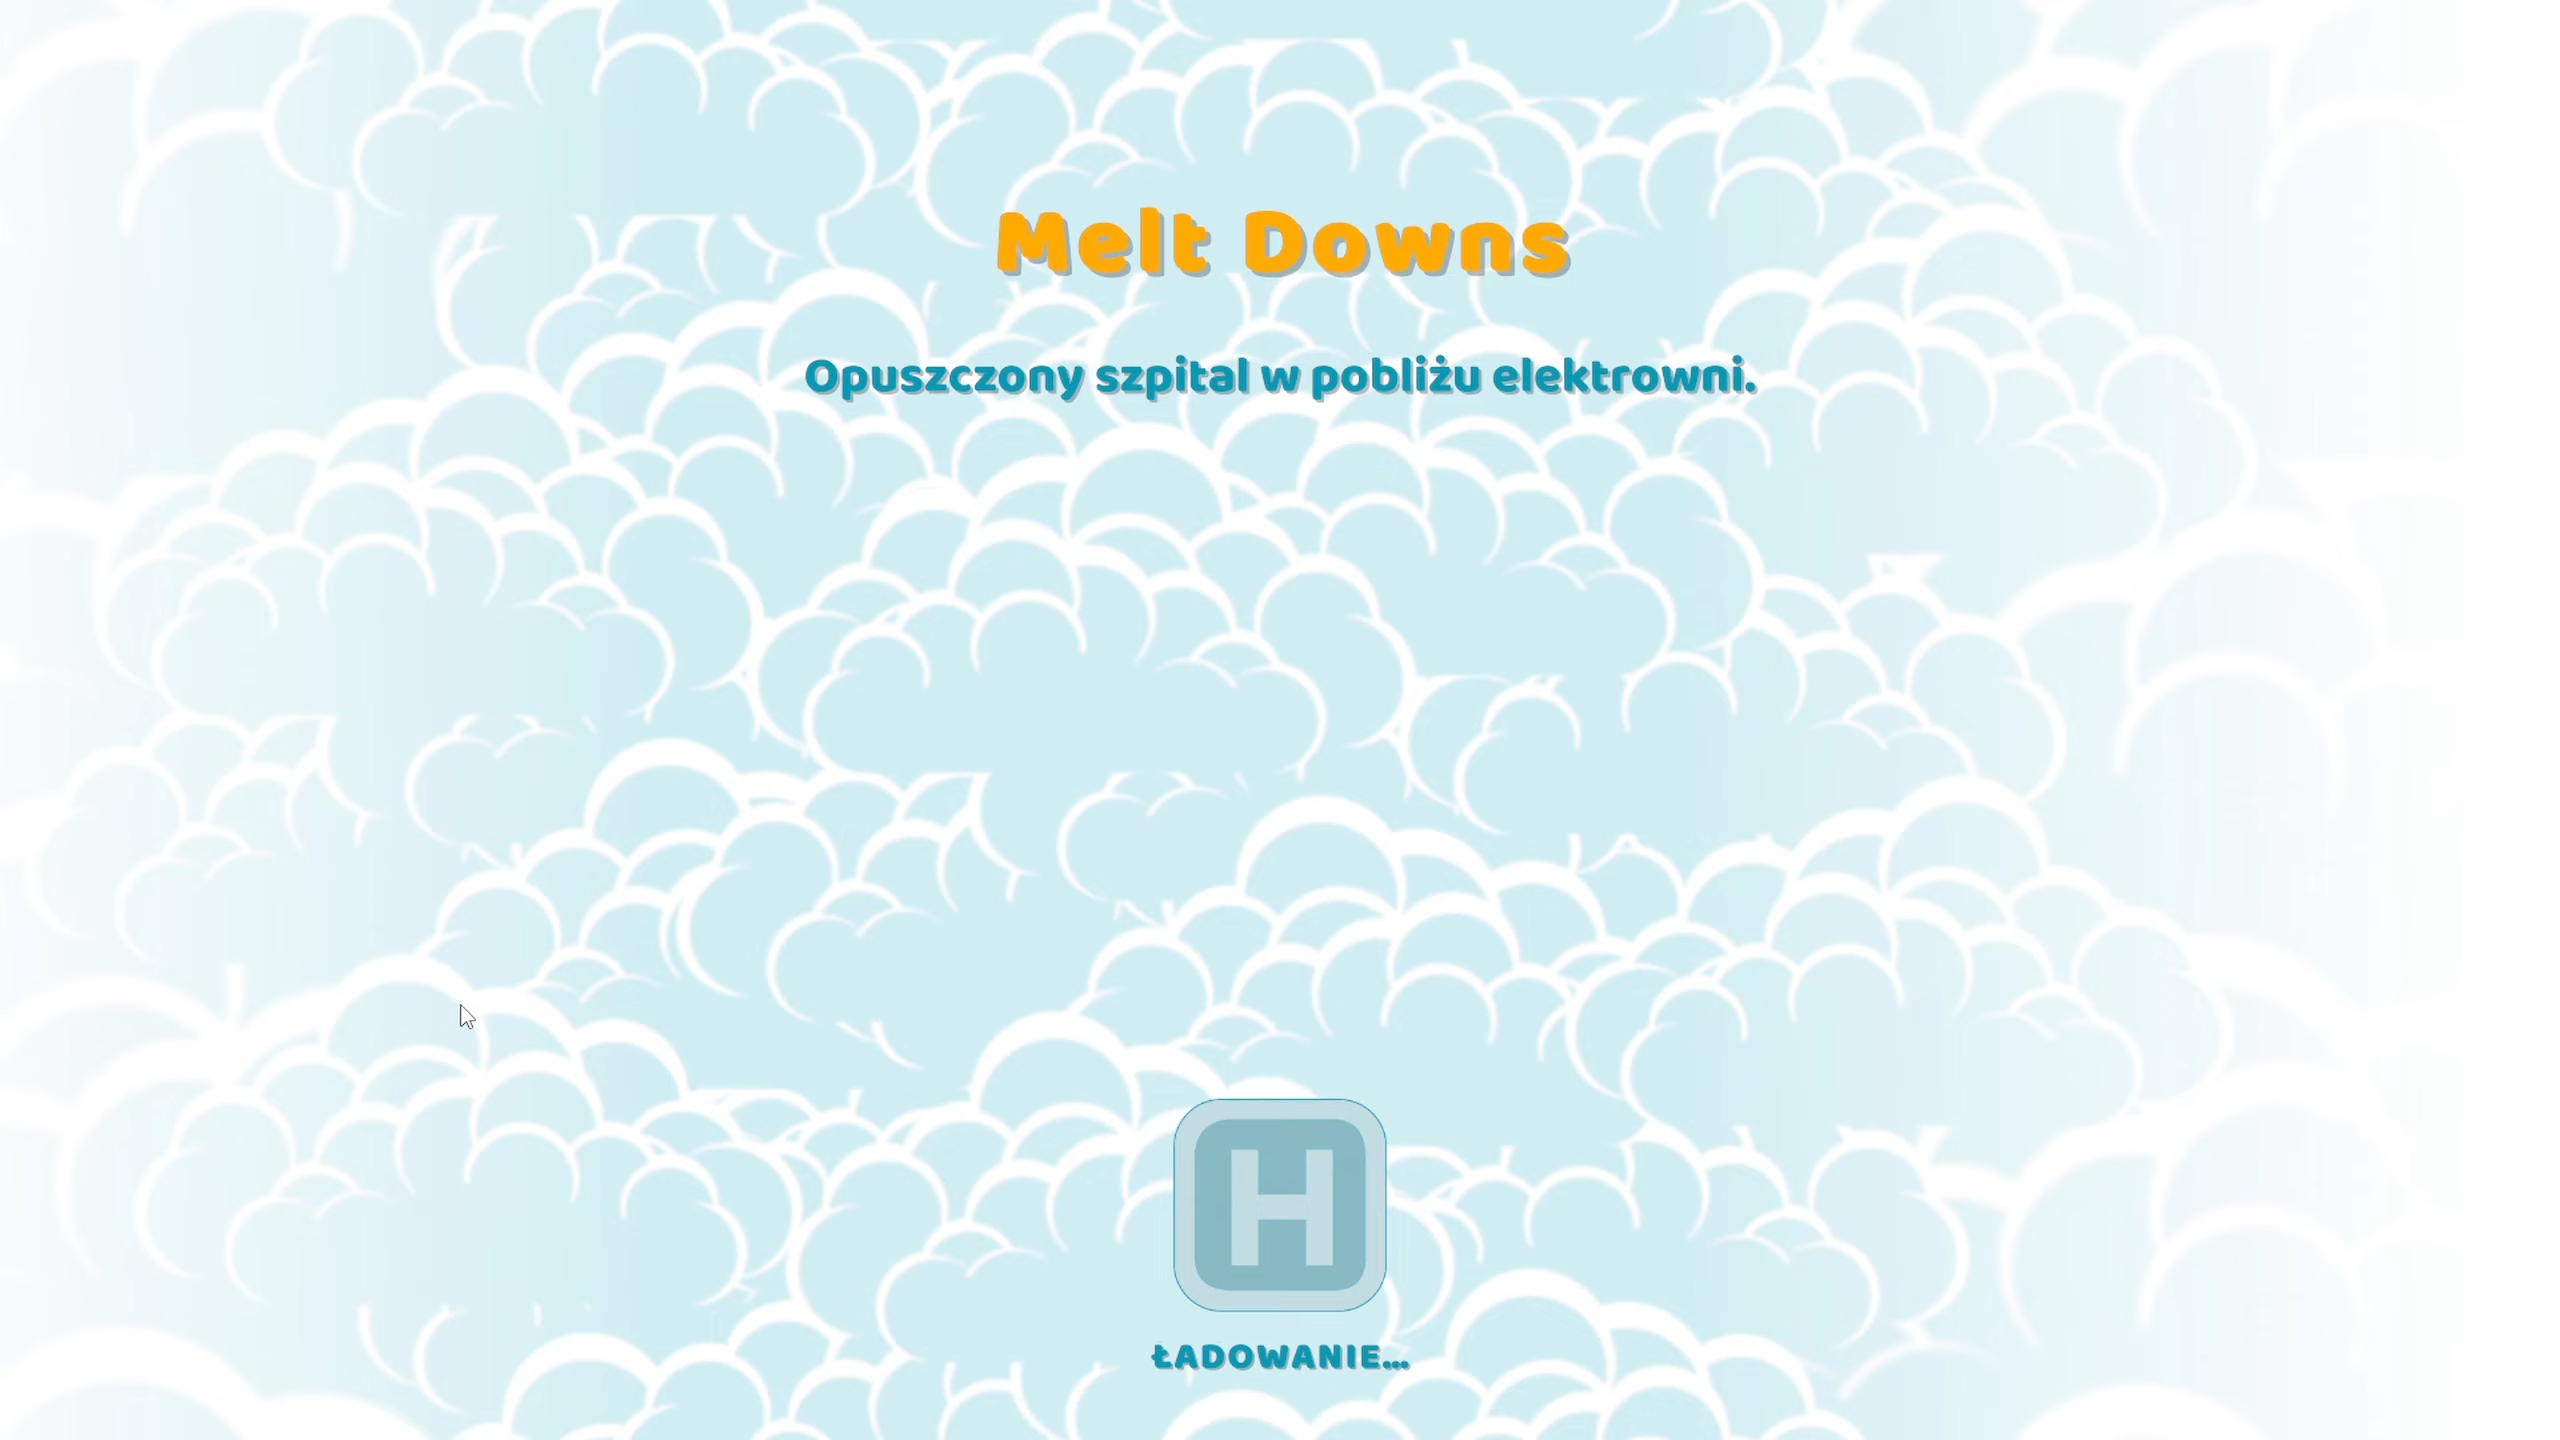 Melt Downs
Opuszczony szpital w pobliżu elektrowni.
H
ŁADOWANIE...